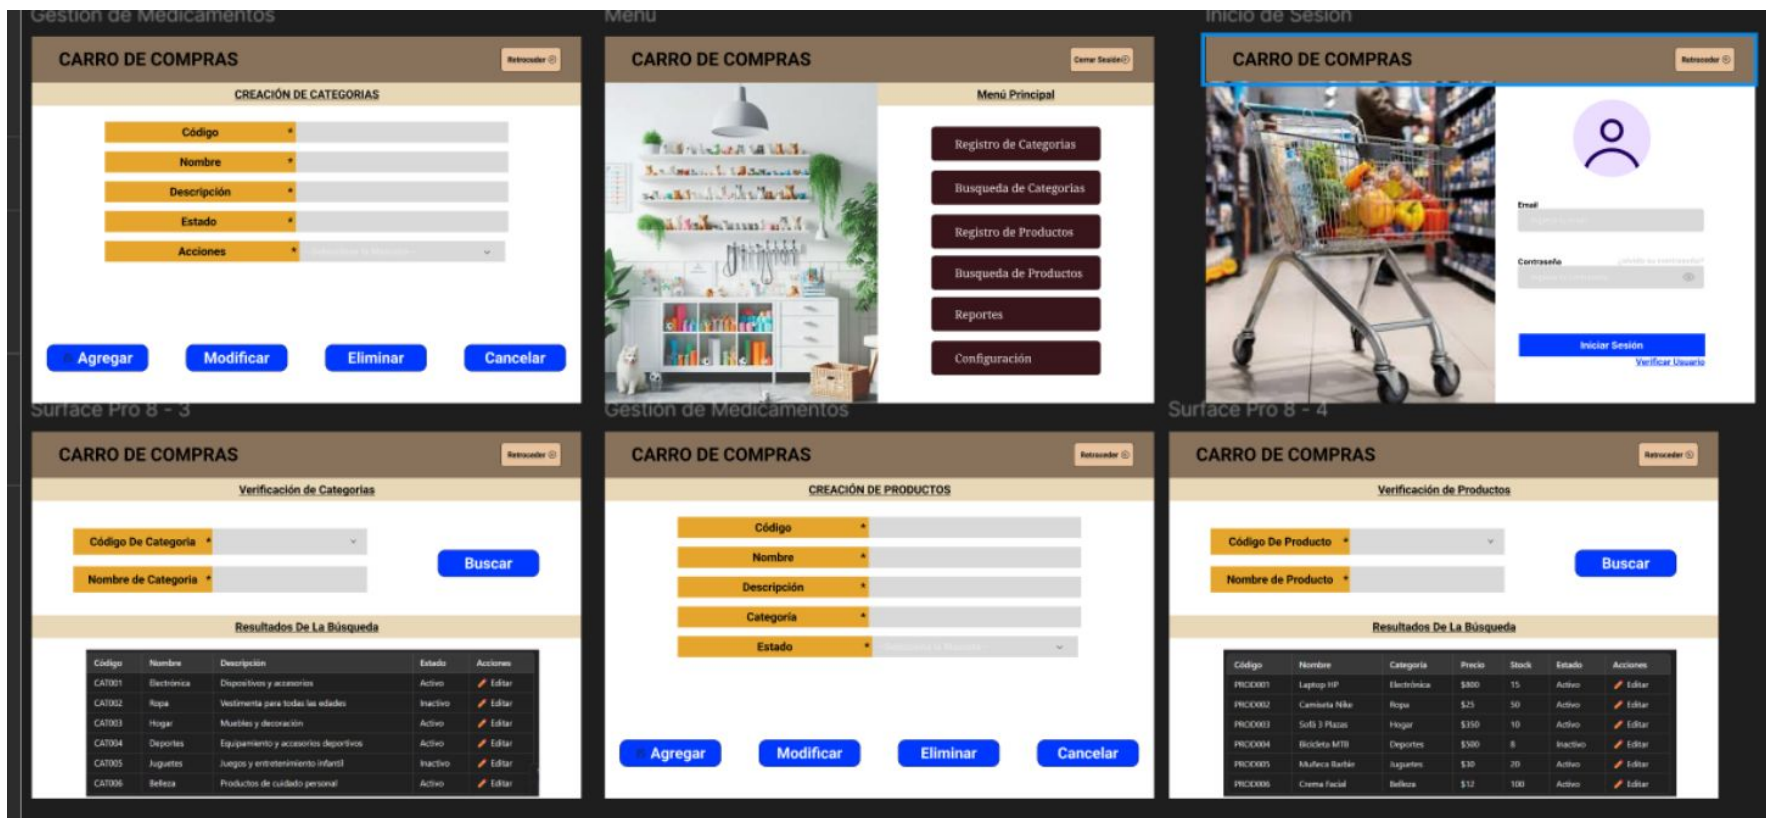 Gestión de Medicamentos
CARRO DE COMPRAS
Retroceder
CREACIÓN DE CATEGORIAS
Código *
Nombre *
Descripción *
Estado *
Acciones *
Agregar
Modificar
Eliminar
Cancelar
Menú
CARRO DE COMPRAS
Cerrar Sesión
Menú Principal
Registro de Categorias
Busqueda de Categorias
Registro de Productos
Busqueda de Productos
Reportes
Configuración
Inicio de Sesión
CARRO DE COMPRAS
Retroceder
Email
Contraseña
Iniciar Sesión
Verificar Usuario
Surface Pro 8 - 3
CARRO DE COMPRAS
Retroceder
Verificación de Categorias
Código De Categoria *
Nombre de Categoria *
Buscar
Resultados De La Búsqueda
Código Nombre Descripción Estado Acciones
CAT001 Electrónica Dispositivos y accesorios Activo Editar
CAT002 Ropa Vestimenta para todas las edades Inactivo Editar
CAT003 Hogar Muebles y decoración Activo Editar
CAT004 Deportes Equipamiento y accesorios deportivos Activo Editar
CAT005 Juguetes Juegos y entretenimiento infantil Inactivo Editar
CAT006 Belleza Productos de cuidado personal Activo Editar
Gestión de Medicamentos
CARRO DE COMPRAS
Retroceder
CREACIÓN DE PRODUCTOS
Código *
Nombre *
Descripción *
Categoría *
Estado *
Agregar
Modificar
Eliminar
Cancelar
Surface Pro 8 - 4
CARRO DE COMPRAS
Retroceder
Verificación de Productos
Código De Producto *
Nombre de Producto *
Buscar
Resultados De La Búsqueda
Código Nombre Categoría Precio Stock Estado Acciones
PROD001 Laptop HP Electrónica $800 15 Activo Editar
PROD002 Camiseta Nike Ropa $25 50 Activo Editar
PROD003 Sofá 3 Plazas Hogar $350 10 Activo Editar
PROD004 Bicicleta MTB Deportes $500 8 Inactivo Editar
PROD005 Muñeca Barbie Juguetes $30 20 Activo Editar
PROD006 Crema Facial Belleza $12 100 Activo Editar